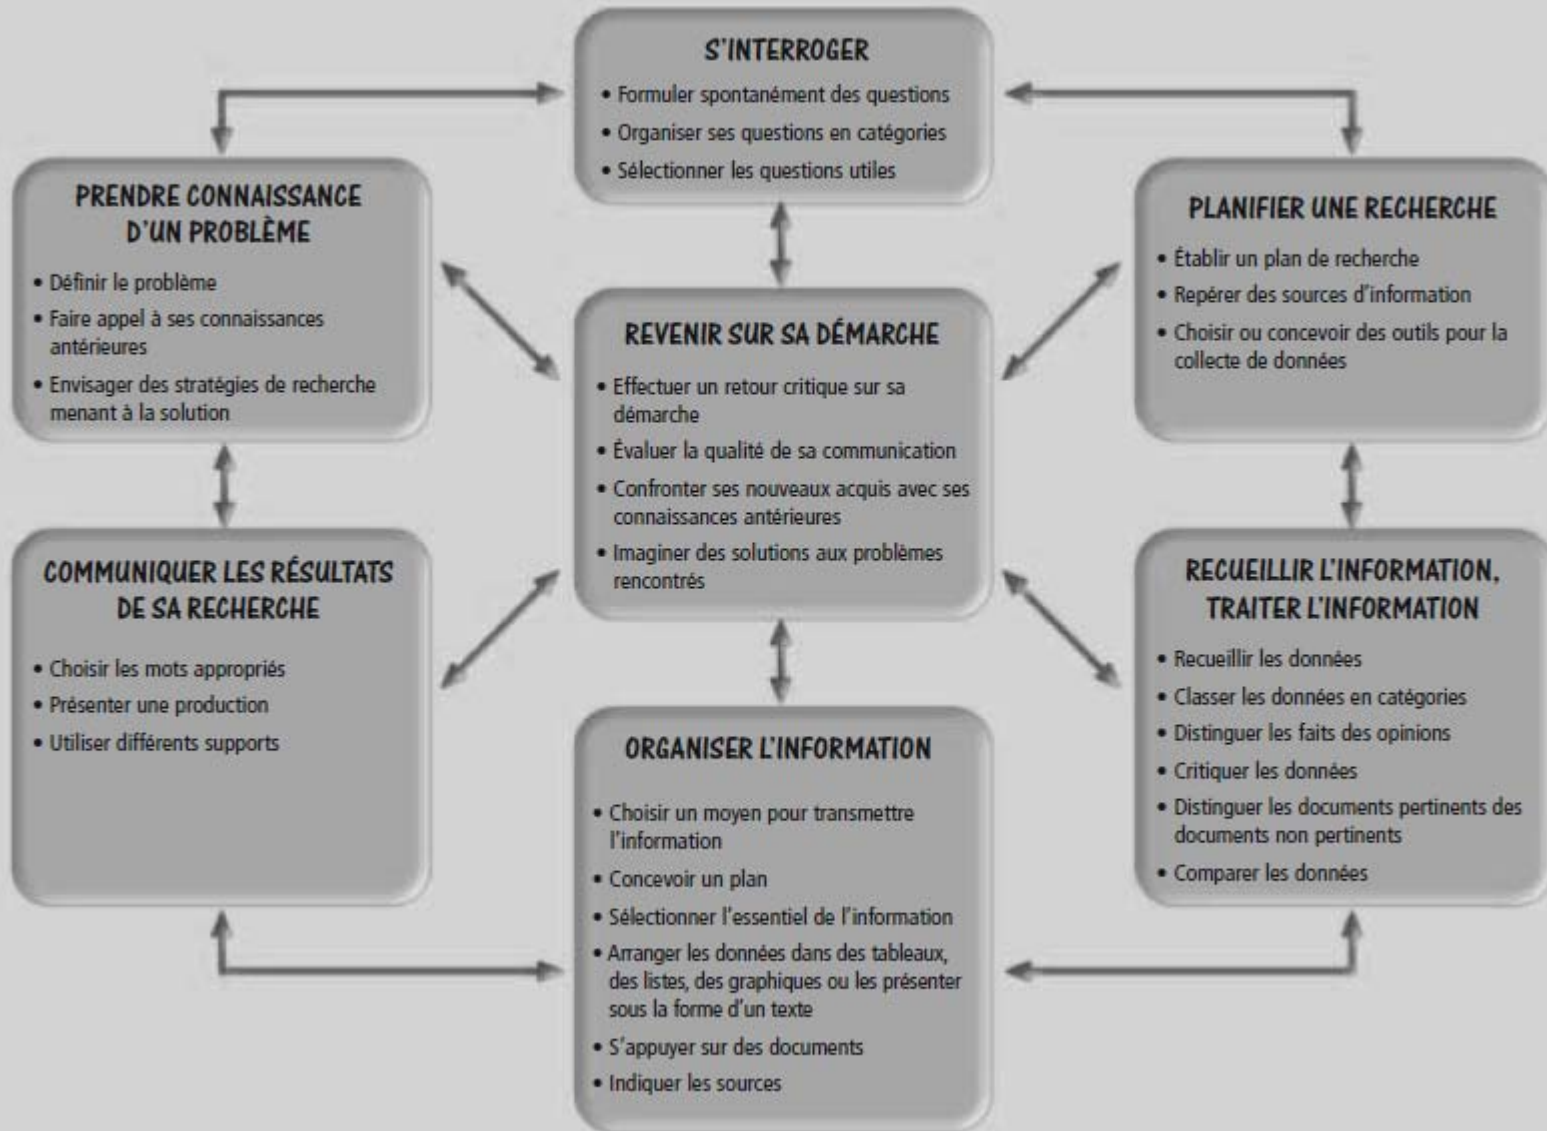 S'INTERROGER
• Formuler spontanément des questions
• Organiser ses questions en catégories
• Sélectionner les questions utiles
PRENDRE CONNAISSANCE
D'UN PROBLÈME
• Définir le problème
• Faire appel à ses connaissances
antérieures
• Envisager des stratégies de recherche
menant à la solution
PLANIFIER UNE RECHERCHE
• Établir un plan de recherche
• Repérer des sources d'information
• Choisir ou concevoir des outils pour la
collecte de données
REVENIR SUR SA DÉMARCHE
• Effectuer un retour critique sur sa
démarche
• Évaluer la qualité de sa communication
• Confronter ses nouveaux acquis avec ses
connaissances antérieures
• Imaginer des solutions aux problèmes
rencontrés
COMMUNIQUER LES RÉSULTATS
DE SA RECHERCHE
• Choisir les mots appropriés
• Présenter une production
• Utiliser différents supports
RECUEILLIR L'INFORMATION,
TRAITER L'INFORMATION
• Recueillir les données
• Classer les données en catégories
• Distinguer les faits des opinions
• Critiquer les données
• Distinguer les documents pertinents des
documents non pertinents
• Comparer les données
ORGANISER L'INFORMATION
• Choisir un moyen pour transmettre
l'information
• Concevoir un plan
• Sélectionner l'essentiel de l'information
• Arranger les données dans des tableaux,
des listes, des graphiques ou les présenter
sous la forme d'un texte
• S'appuyer sur des documents
• Indiquer les sources